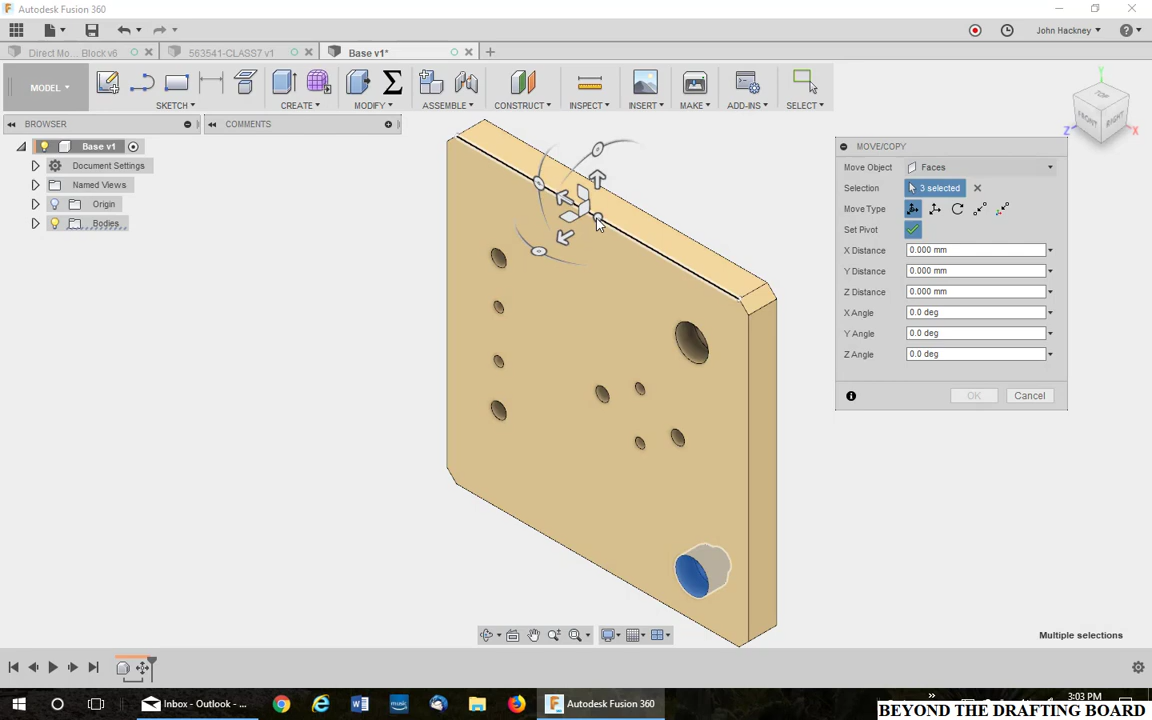 Autodesk Fusion 360
John Hackney
Direct Mo... Block v6
563541-CLASS7 v1
Base v1*
MODEL
SKETCH
CREATE
MODIFY
ASSEMBLE
CONSTRUCT
INSPECT
INSERT
MAKE
ADD-INS
SELECT
BROWSER
COMMENTS
Base v1
Document Settings
Named Views
Origin
Bodies
TOP
FRONT
RIGHT
Y
Z
X
MOVE/COPY
Move Object Faces
Selection 3 selected
Move Type
Set Pivot
X Distance 0.000 mm
Y Distance 0.000 mm
Z Distance 0.000 mm
X Angle 0.0 deg
Y Angle 0.0 deg
Z Angle 0.0 deg
OK Cancel
Multiple selections
Inbox - Outlook - ...
music
Autodesk Fusion 360
3:03 PM
BEYOND THE DRAFTING BOARD